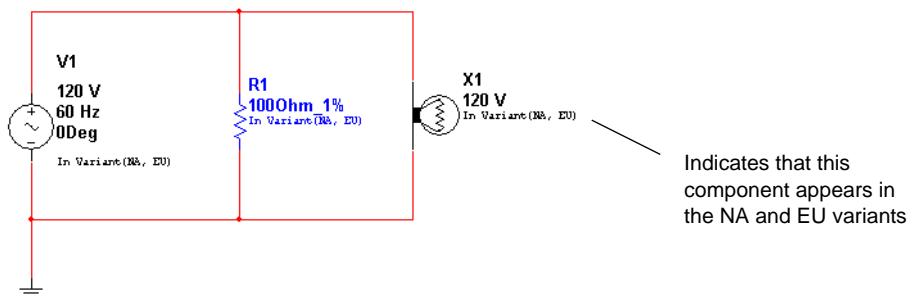 V1
120 V
60 Hz
0Deg
In Variant(NA, EU)
R1
100Ohm_1%
In Variant(NA, EU)
X1
120 V
In Variant(NA, EU)
Indicates that this
component appears in
the NA and EU variants